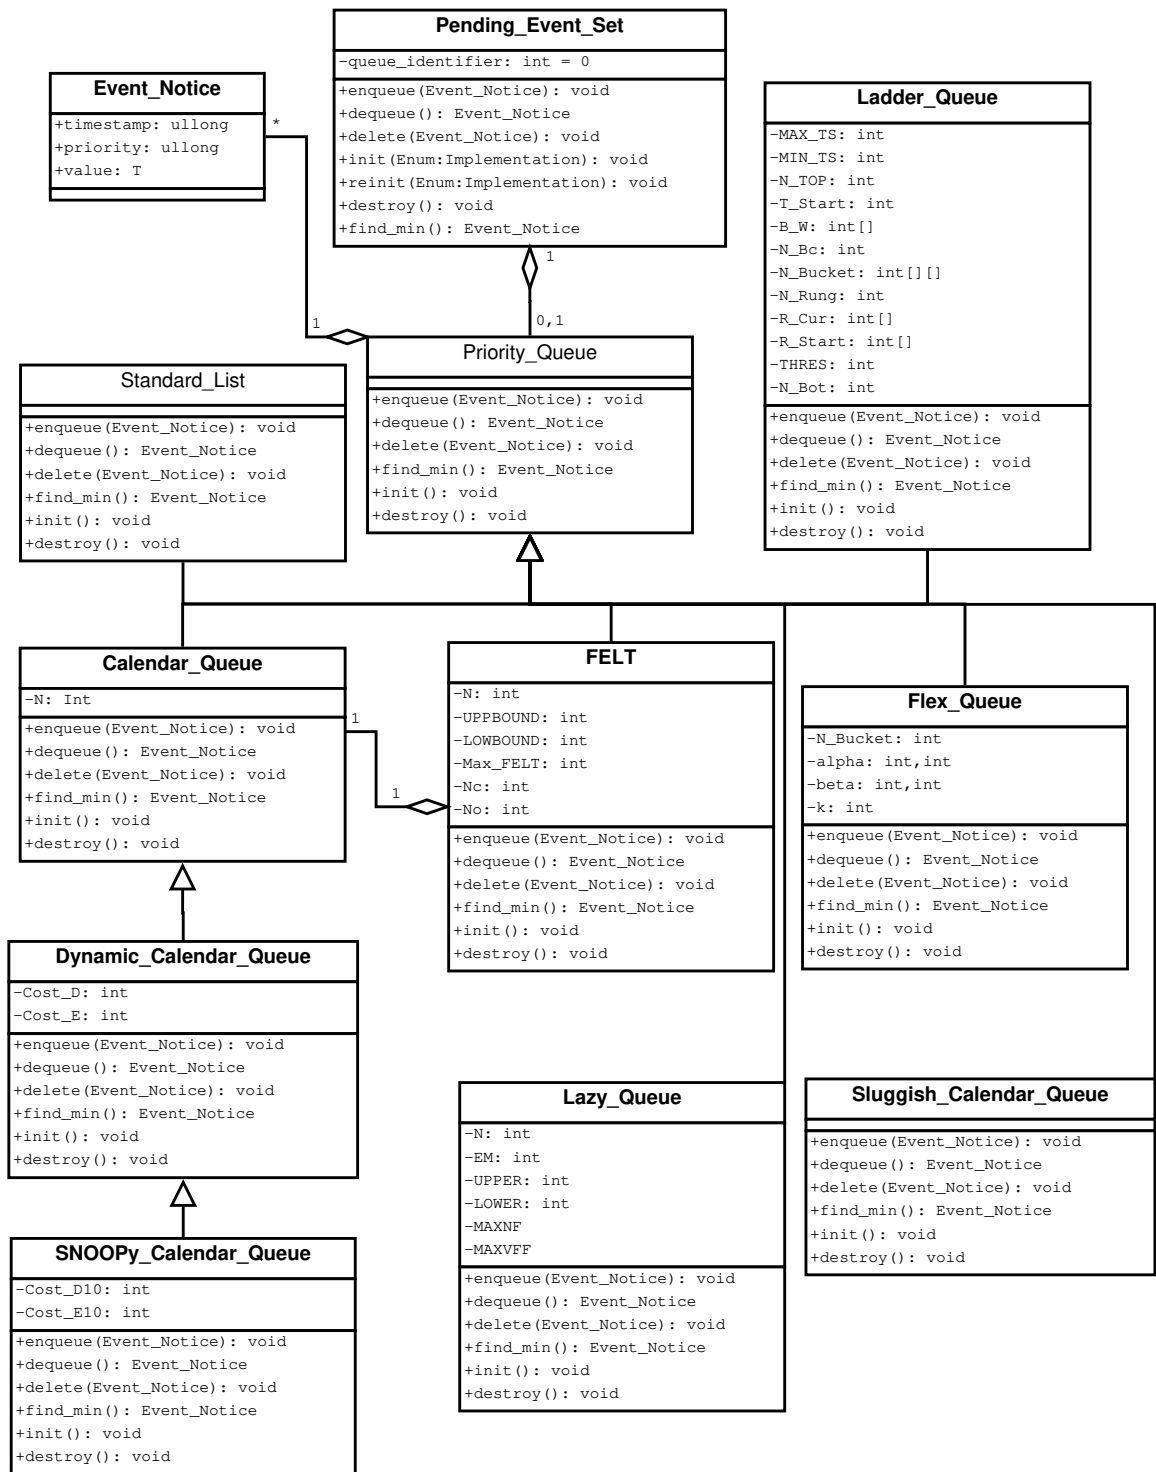 Pending_Event_Set
-queue_identifier: int = 0
+enqueue(Event_Notice): void
+dequeue(): Event_Notice
+delete(Event_Notice): void
+init(Enum:Implementation): void
+reinit(Enum:Implementation): void
+destroy(): void
+find_min(): Event_Notice
1
0,1
Event_Notice
+timestamp: ullong
+priority: ullong
+value: T
*
1
Ladder_Queue
-MAX_TS: int
-MIN_TS: int
-N_TOP: int
-T_Start: int
-B_W: int[]
-N_Bc: int
-N_Bucket: int[][]
-N_Rung: int
-R_Cur: int[]
-R_Start: int[]
-THRES: int
-N_Bot: int
+enqueue(Event_Notice): void
+dequeue(): Event_Notice
+delete(Event_Notice): void
+find_min(): Event_Notice
+init(): void
+destroy(): void
Priority_Queue
+enqueue(Event_Notice): void
+dequeue(): Event_Notice
+delete(Event_Notice): void
+find_min(): Event_Notice
+init(): void
+destroy(): void
Standard_List
+enqueue(Event_Notice): void
+dequeue(): Event_Notice
+delete(Event_Notice): void
+find_min(): Event_Notice
+init(): void
+destroy(): void
Calendar_Queue
-N: Int
+enqueue(Event_Notice): void
+dequeue(): Event_Notice
+delete(Event_Notice): void
+find_min(): Event_Notice
+init(): void
+destroy(): void
1
1
FELT
-N: int
-UPPBOUND: int
-LOWBOUND: int
-Max_FELT: int
-Nc: int
-No: int
+enqueue(Event_Notice): void
+dequeue(): Event_Notice
+delete(Event_Notice): void
+find_min(): Event_Notice
+init(): void
+destroy(): void
Flex_Queue
-N_Bucket: int
-alpha: int,int
-beta: int,int
-k: int
+enqueue(Event_Notice): void
+dequeue(): Event_Notice
+delete(Event_Notice): void
+find_min(): Event_Notice
+init(): void
+destroy(): void
Dynamic_Calendar_Queue
-Cost_D: int
-Cost_E: int
+enqueue(Event_Notice): void
+dequeue(): Event_Notice
+delete(Event_Notice): void
+find_min(): Event_Notice
+init(): void
+destroy(): void
Lazy_Queue
-N: int
-EM: int
-UPPER: int
-LOWER: int
-MAXNF
-MAXVFF
+enqueue(Event_Notice): void
+dequeue(): Event_Notice
+delete(Event_Notice): void
+find_min(): Event_Notice
+init(): void
+destroy(): void
Sluggish_Calendar_Queue
+enqueue(Event_Notice): void
+dequeue(): Event_Notice
+delete(Event_Notice): void
+find_min(): Event_Notice
+init(): void
+destroy(): void
SNOOPy_Calendar_Queue
-Cost_D10: int
-Cost_E10: int
+enqueue(Event_Notice): void
+dequeue(): Event_Notice
+delete(Event_Notice): void
+find_min(): Event_Notice
+init(): void
+destroy(): void